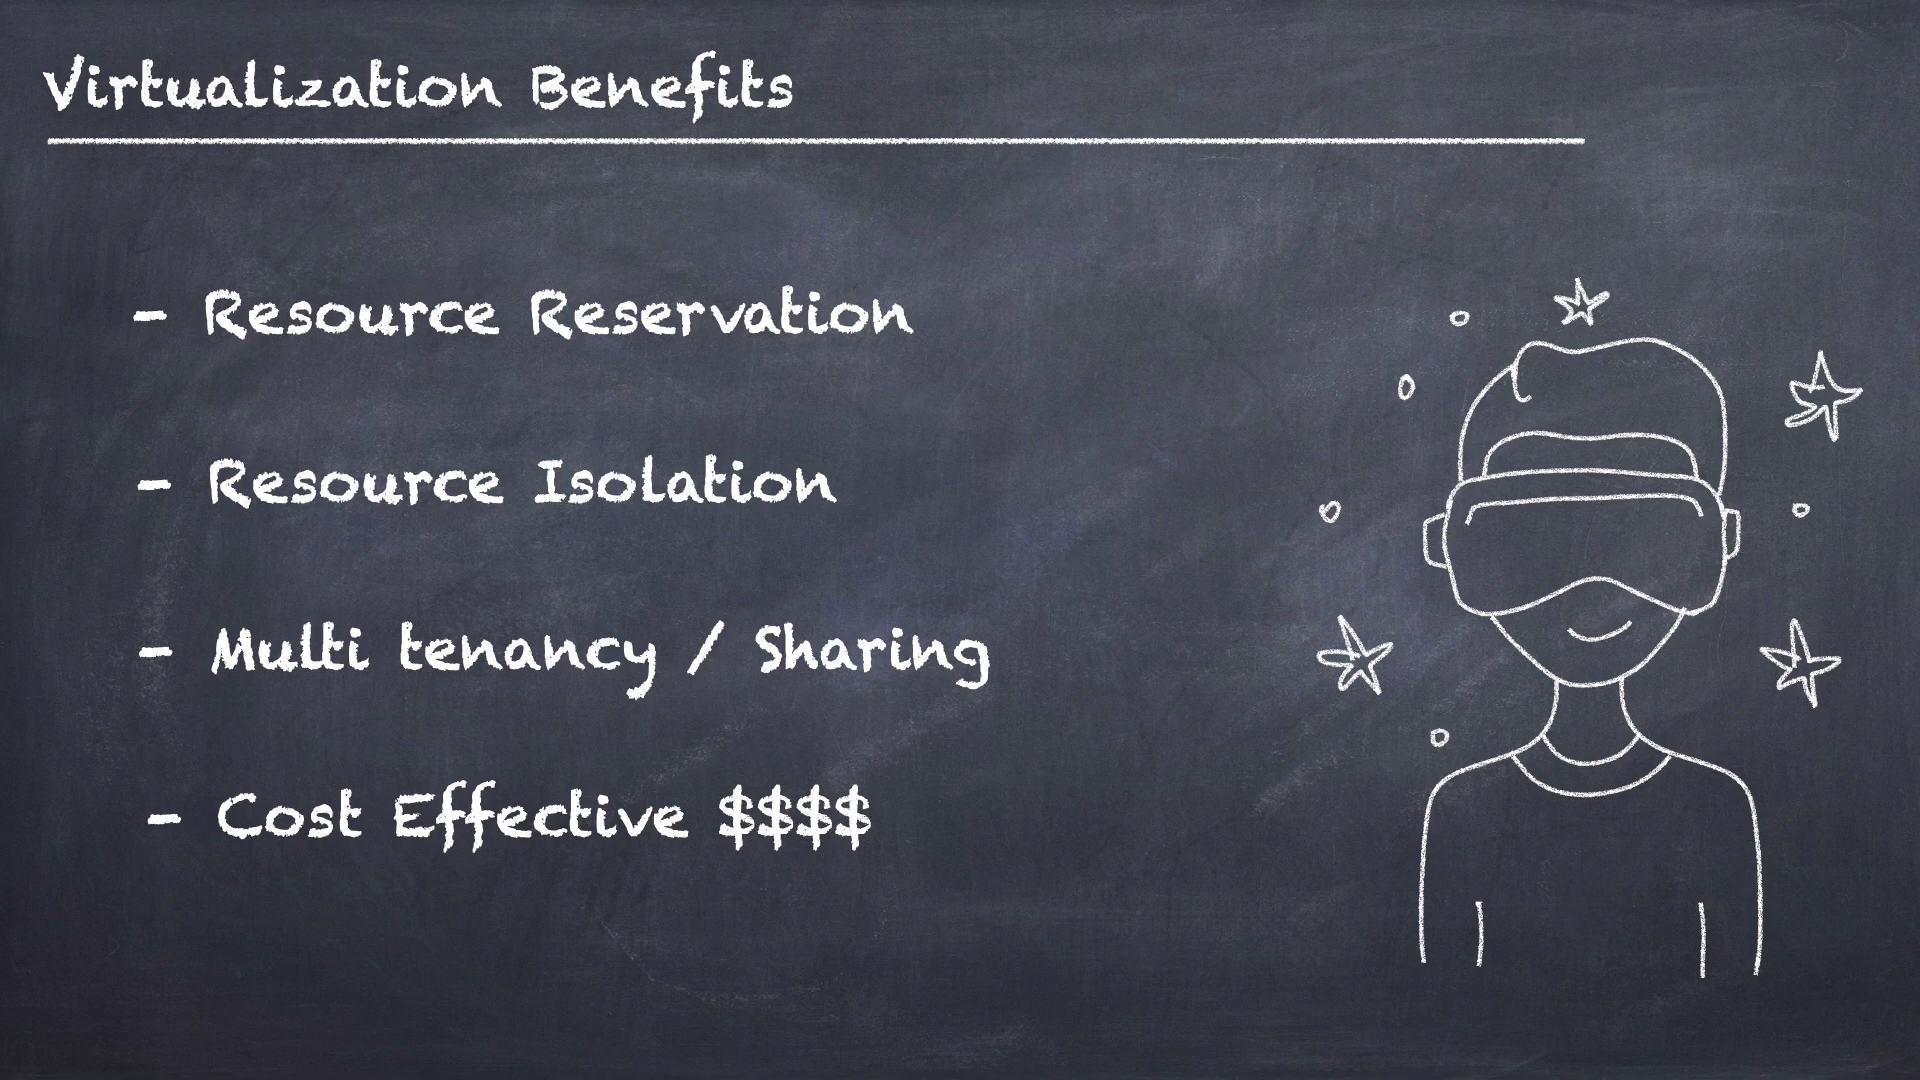 Virtualization Benefits
- Resource Reservation
- Resource Isolation
- Multi tenancy / Sharing
- Cost Effective $$$$